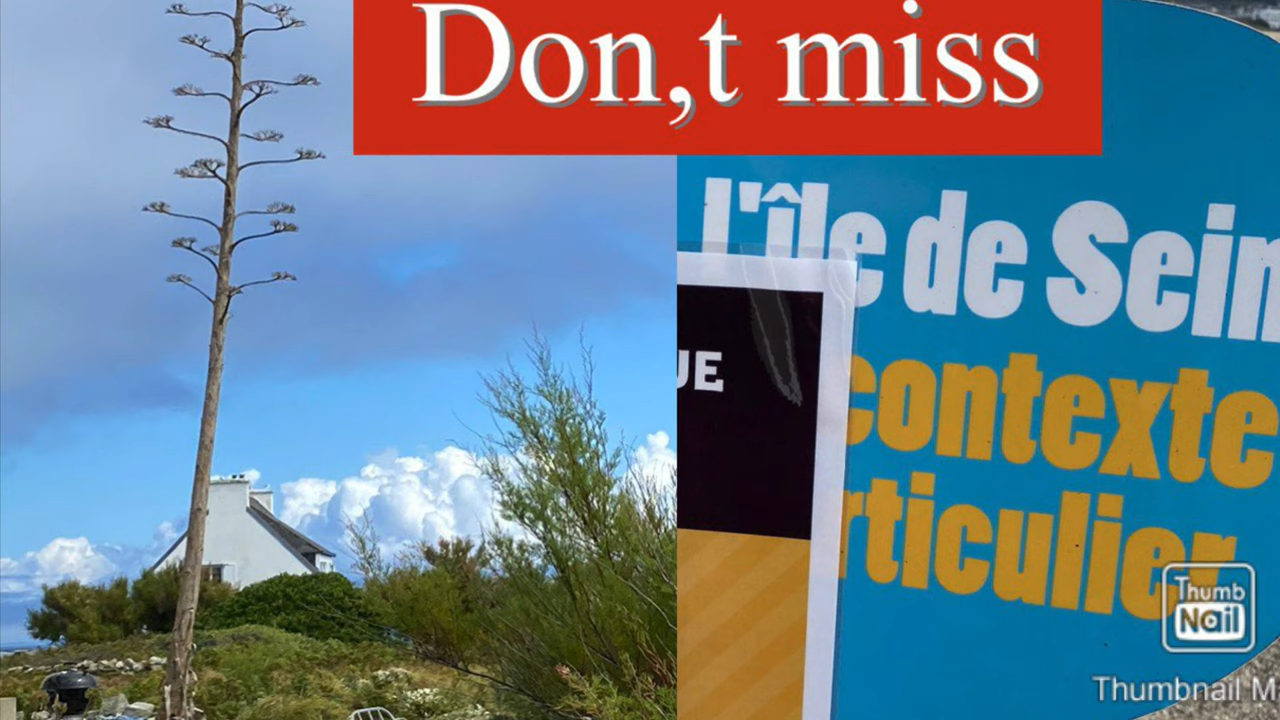 Don,t miss
l'île de Sein
contexte
rticulier
UE
Thumb
Nail
Thumbnail M